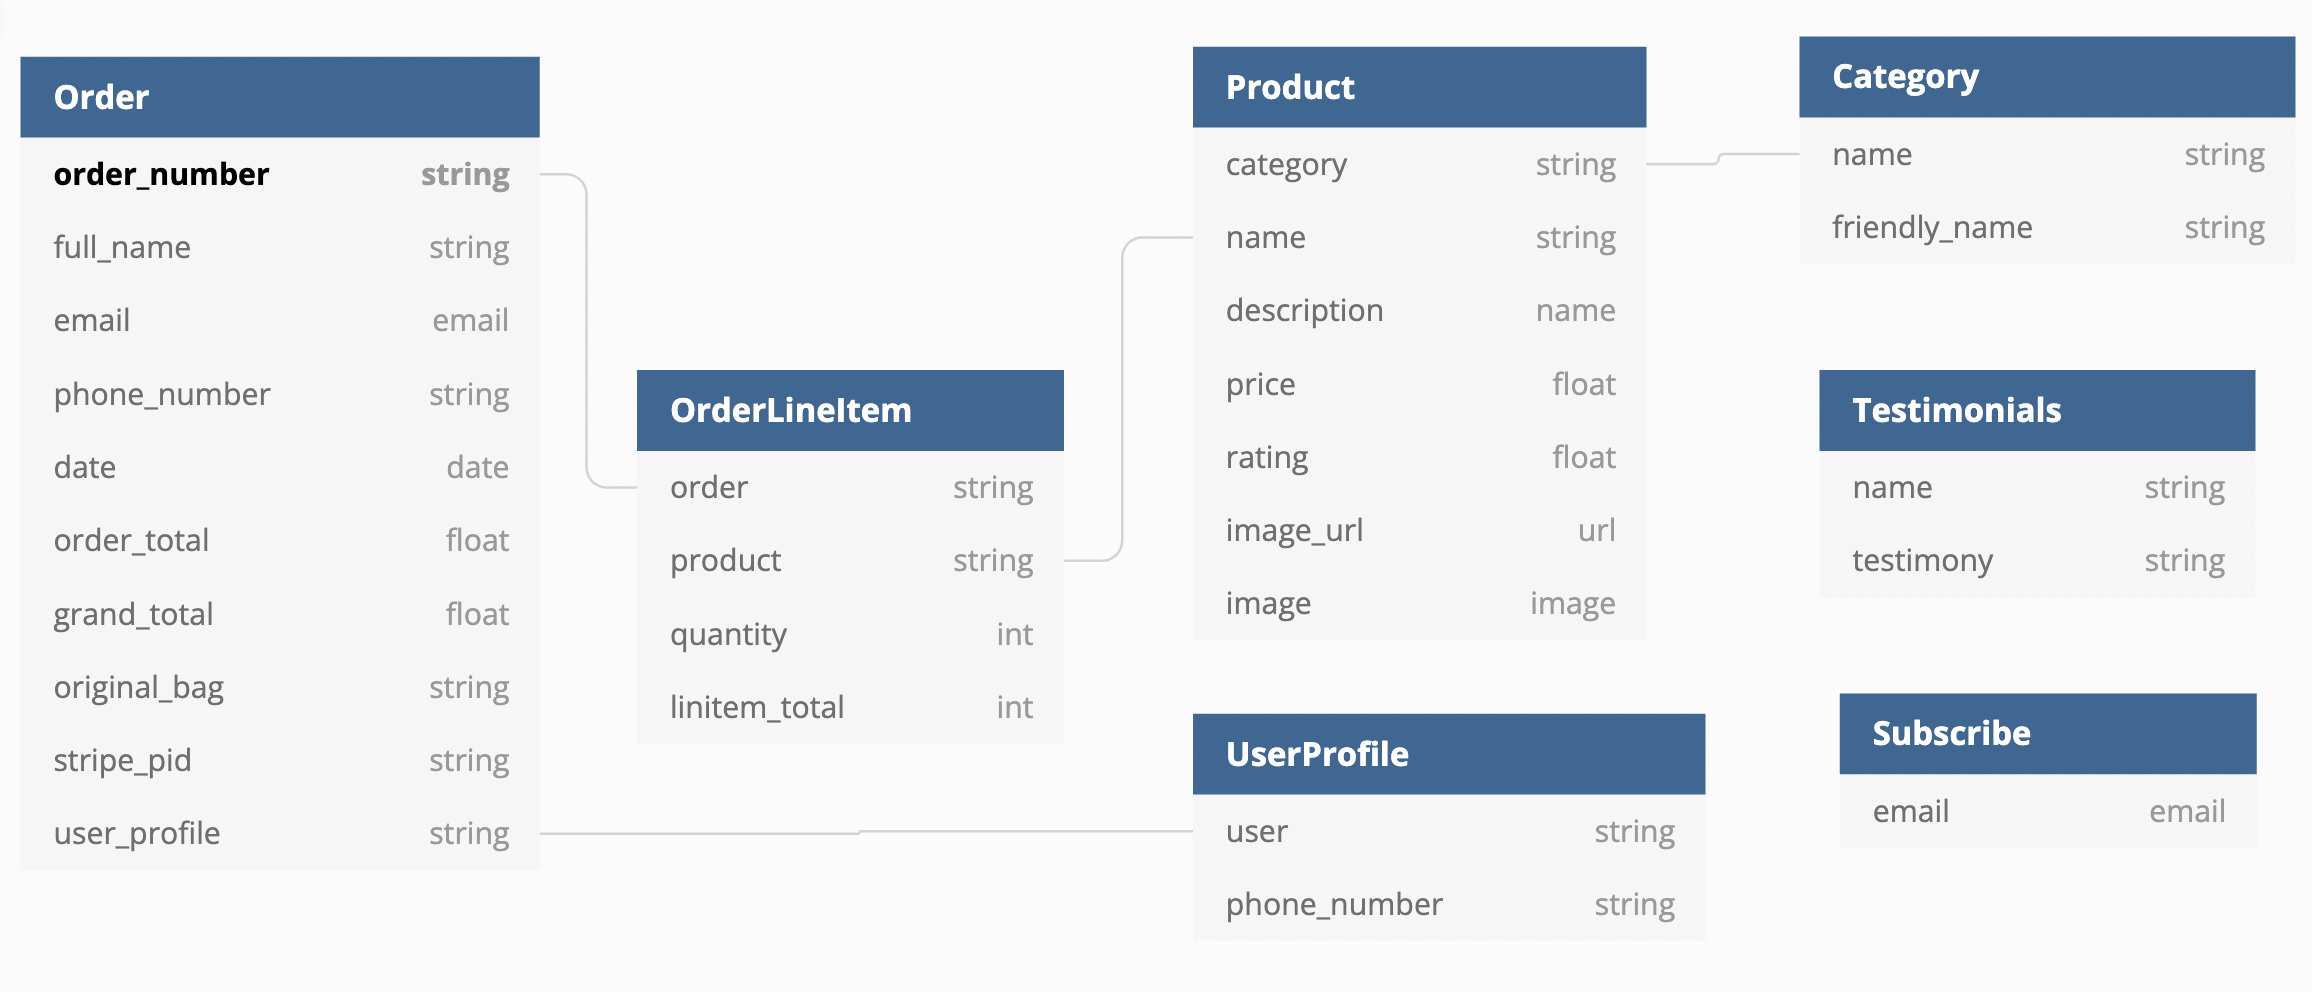 Order
order_number string
full_name string
email email
phone_number string
date date
order_total float
grand_total float
original_bag string
stripe_pid string
user_profile string
OrderLineItem
order string
product string
quantity int
linitem_total int
Product
category string
name string
description name
price float
rating float
image_url url
image image
UserProfile
user string
phone_number string
Category
name string
friendly_name string
Testimonials
name string
testimony string
Subscribe
email email